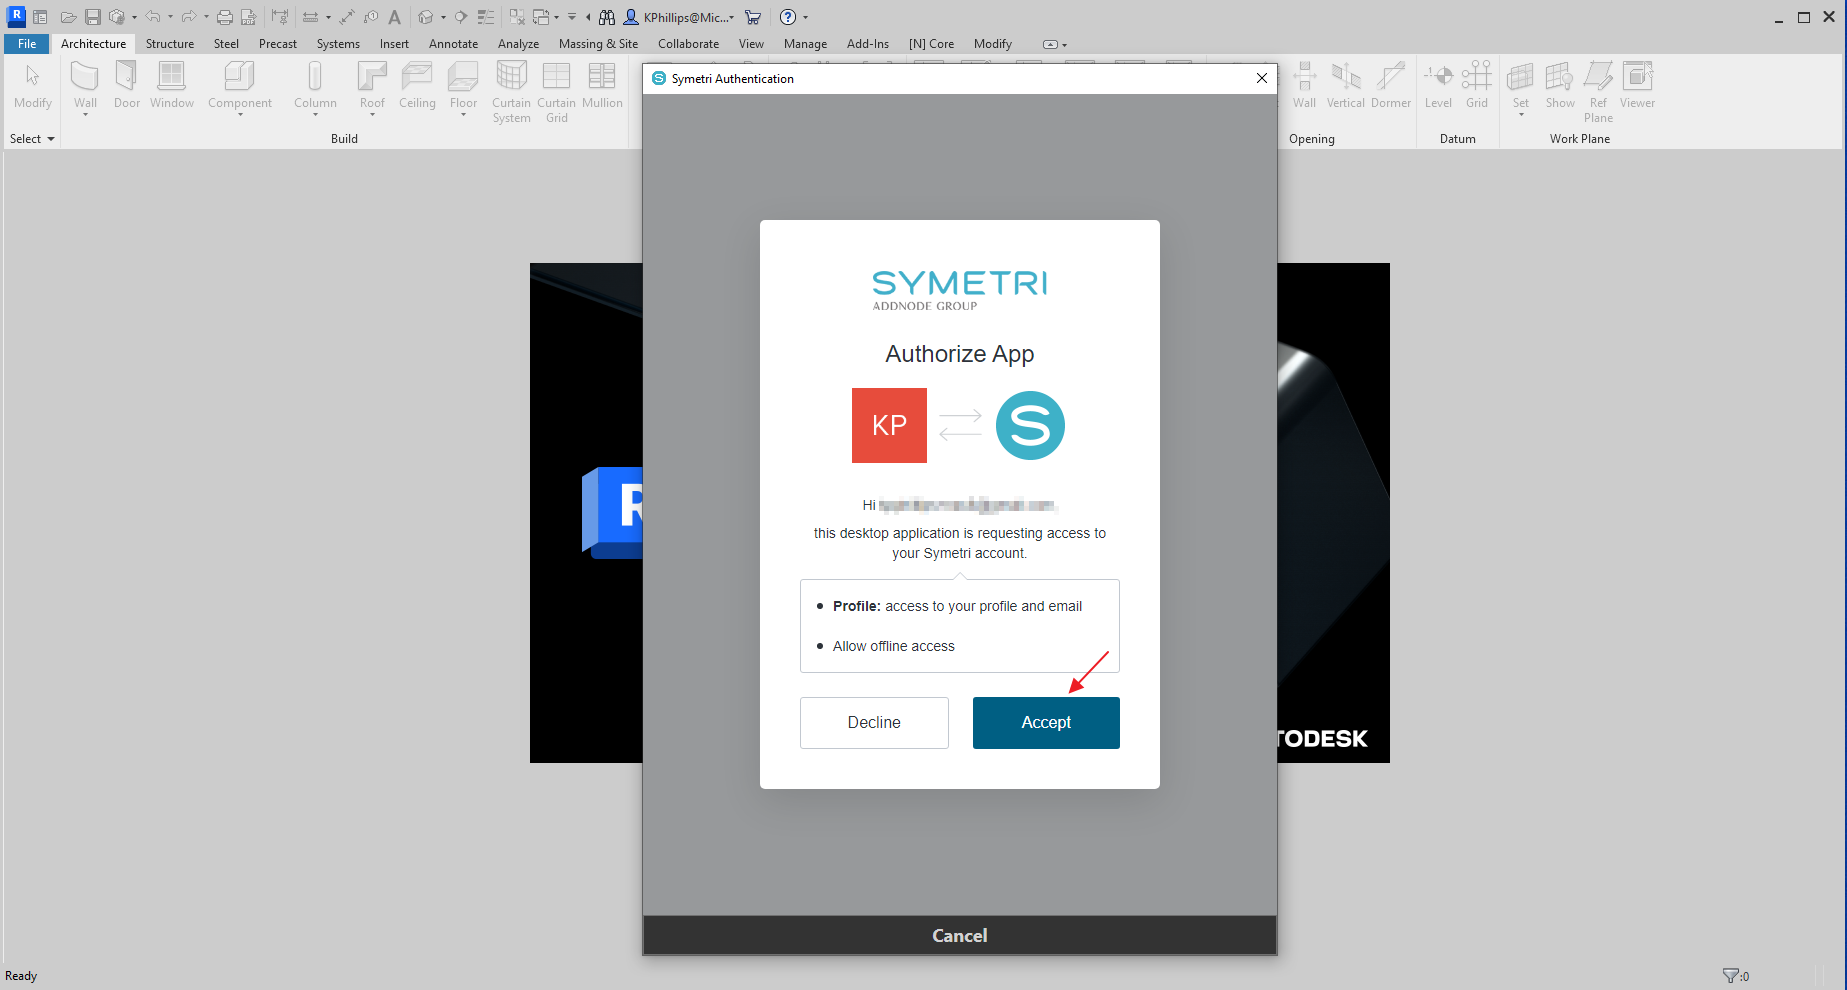 R
KPhillips@Mic...
File
Architecture
Structure
Steel
Precast
Systems
Insert
Annotate
Analyze
Massing & Site
Collaborate
View
Manage
Add-Ins
[N] Core
Modify
Modify
Wall
Door
Window
Component
Column
Roof
Ceiling
Floor
Curtain System
Curtain Grid
Mullion
Wall
Vertical
Dormer
Level
Grid
Set
Show
Ref Plane
Viewer
Select
Build
Opening
Datum
Work Plane
Symetri Authentication
SYMETRI
ADDNODE GROUP
Authorize App
KP
S
Hi
this desktop application is requesting access to
your Symetri account.
Profile: access to your profile and email
Allow offline access
Decline
Accept
R
TODESK
Cancel
Ready
:0